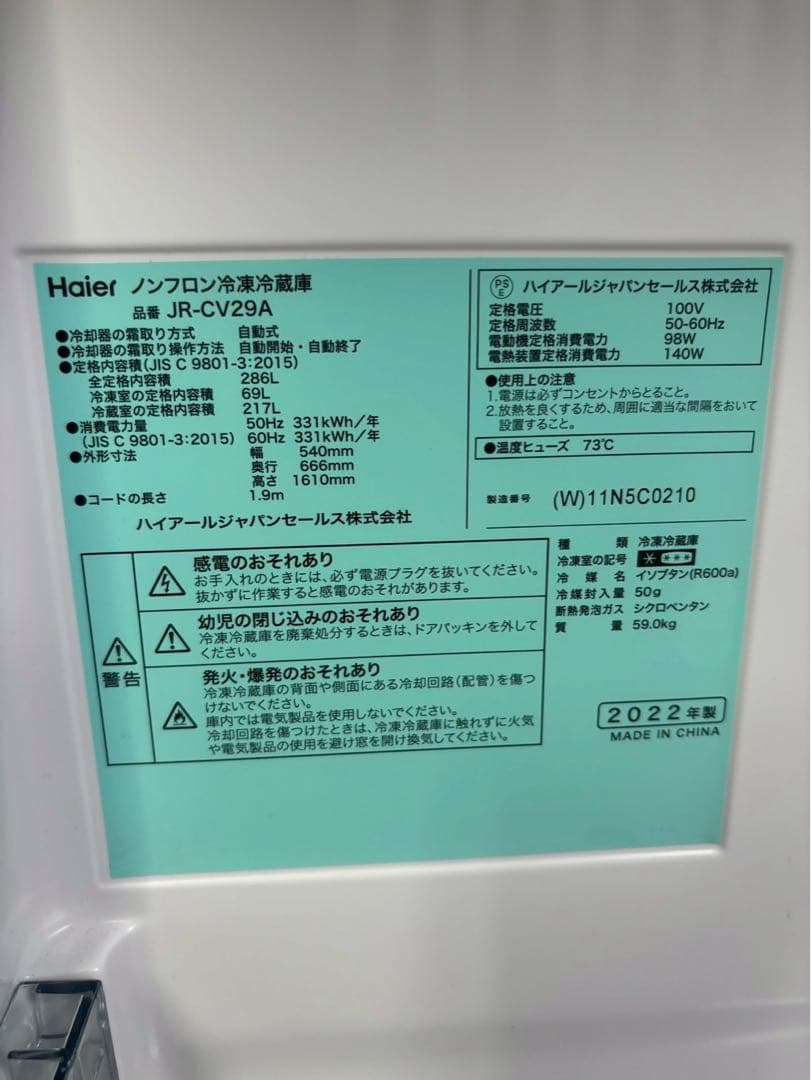 Haier ノンフロン冷凍冷蔵庫
品番 JR-CV29A
●冷却器の霜取り方式 自動式
●冷却器の霜取り操作方法 自動開始・自動終了
●定格内容積(JIS C 9801-3:2015)
全定格内容積 286L
冷凍室の定格内容積 69L
冷蔵室の定格内容積 217L
●消費電力量 50Hz 331kWh/年
(JIS C 9801-3:2015) 60Hz 331kWh/年
●外形寸法 幅 540mm
奥行 666mm
高さ 1610mm
●コードの長さ 1.9m
ハイアールジャパンセールス株式会社
PSE ハイアールジャパンセールス株式会社
定格電圧 100V
定格周波数 50-60Hz
電動機定格消費電力 98W
電熱装置定格消費電力 140W
●使用上の注意
1.電源は必ずコンセントからとること。
2.放熱を良くするため、周囲に適当な間隔をおいて
設置すること。
●温度ヒューズ 73℃
製造番号 (W)11N5C0210
警告
感電のおそれあり
お手入れのときには、必ず電源プラグを抜いてください。
抜かずに作業すると感電のおそれがあります。
幼児の閉じ込みのおそれあり
冷凍冷蔵庫を廃棄処分するときは、ドアパッキンを外して
ください。
発火・爆発のおそれあり
冷凍冷蔵庫の背面や側面にある冷却回路(配管)を傷つ
けないでください。
庫内では電気製品を使用しないでください。
冷却回路を傷つけたときは、冷凍冷蔵庫に触れずに火気
や電気製品の使用を避け窓を開け換気してください。
種類 冷凍冷蔵庫
冷凍室の記号 * ***
冷媒名 イソブタン(R600a)
冷媒封入量 50g
断熱発泡ガス シクロペンタン
質量 59.0kg
2022年製
MADE IN CHINA